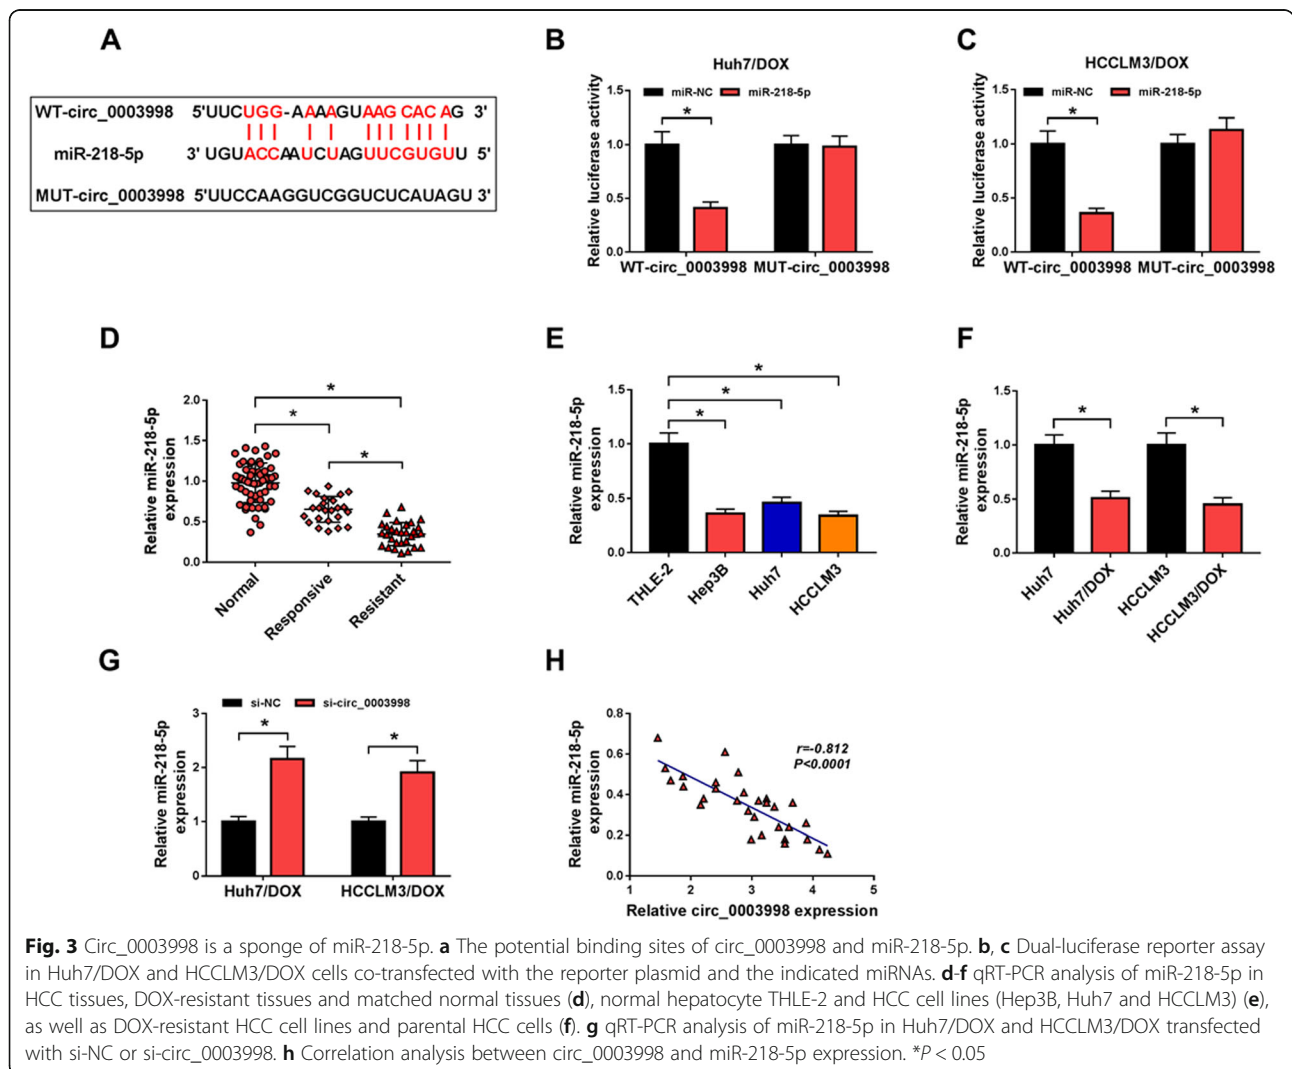 A
WT-circ_0003998 5'UUCUGG-AAAGUAAGCACAG 3'
miR-218-5p 3' UGUACCAAUCUAGUUCGUGUU 5'
MUT-circ_0003998 5'UUCCAAGGUCGGUCUCAUAGU 3'
B
Huh7/DOX
miR-NC miR-218-5p
Relative luciferase activity
1.5
1.0
0.5
0.0
*
WT-circ_0003998 MUT-circ_0003998
C
HCCLM3/DOX
miR-NC miR-218-5p
Relative luciferase activity
1.5
1.0
0.5
0.0
*
WT-circ_0003998 MUT-circ_0003998
D
Relative miR-218-5p
expression
2.0
1.5
1.0
0.5
0.0
*
*
*
Normal
Responsive
Resistant
E
Relative miR-218-5p
expression
1.5
1.0
0.5
0.0
*
*
*
THLE-2
Hep3B
Huh7
HCCLM3
F
Relative miR-218-5p
expression
1.5
1.0
0.5
0.0
*
*
Huh7
Huh7/DOX
HCCLM3
HCCLM3/DOX
G
si-NC si-circ_0003998
Relative miR-218-5p
expression
3
2
1
0
*
*
Huh7/DOX HCCLM3/DOX
H
Relative miR-218-5p
expression
0.8
0.6
0.4
0.2
0.0
r=-0.812
P<0.0001
1 2 3 4 5
Relative circ_0003998 expression
Fig. 3 Circ_0003998 is a sponge of miR-218-5p. a The potential binding sites of circ_0003998 and miR-218-5p. b, c Dual-luciferase reporter assay
in Huh7/DOX and HCCLM3/DOX cells co-transfected with the reporter plasmid and the indicated miRNAs. d-f qRT-PCR analysis of miR-218-5p in
HCC tissues, DOX-resistant tissues and matched normal tissues (d), normal hepatocyte THLE-2 and HCC cell lines (Hep3B, Huh7 and HCCLM3) (e),
as well as DOX-resistant HCC cell lines and parental HCC cells (f). g qRT-PCR analysis of miR-218-5p in Huh7/DOX and HCCLM3/DOX transfected
with si-NC or si-circ_0003998. h Correlation analysis between circ_0003998 and miR-218-5p expression. *P < 0.05